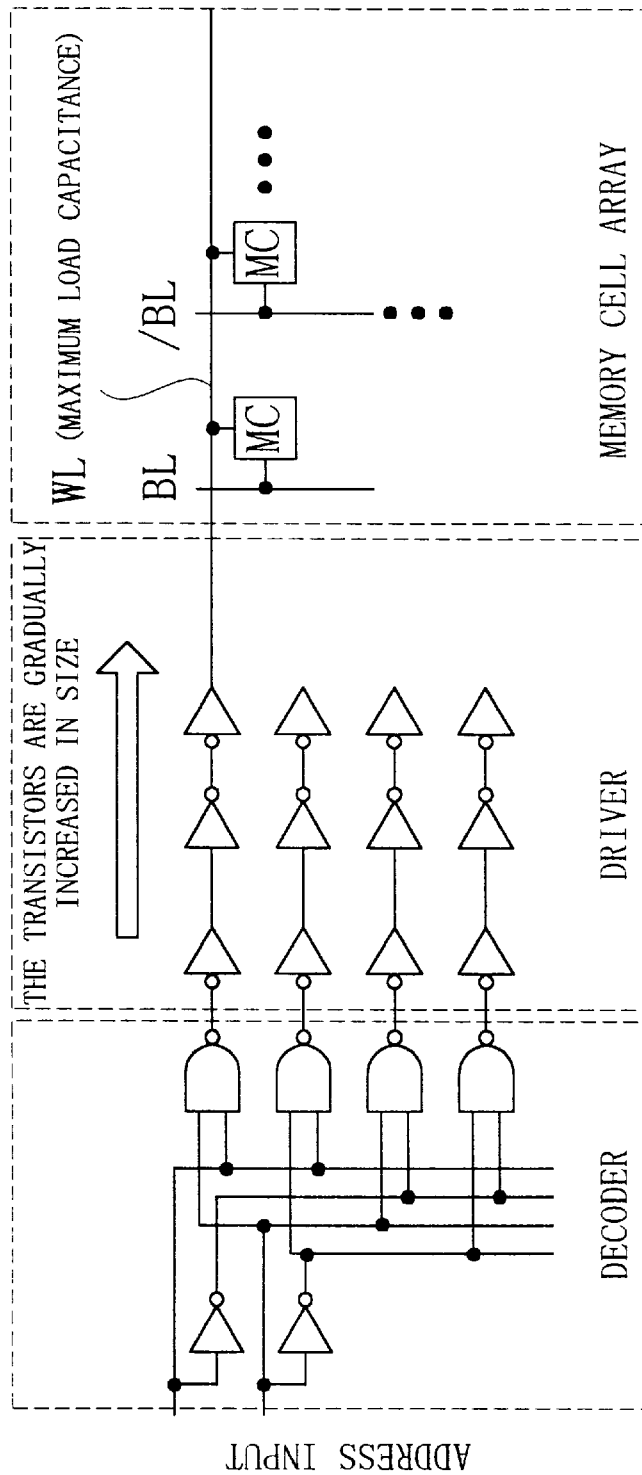 ADDRESS INPUT
DECODER
THE TRANSISTORS ARE GRADUALLY
INCREASED IN SIZE
DRIVER
WL (MAXIMUM LOAD CAPACITANCE)
BL
/BL
MC
MC
MEMORY CELL ARRAY